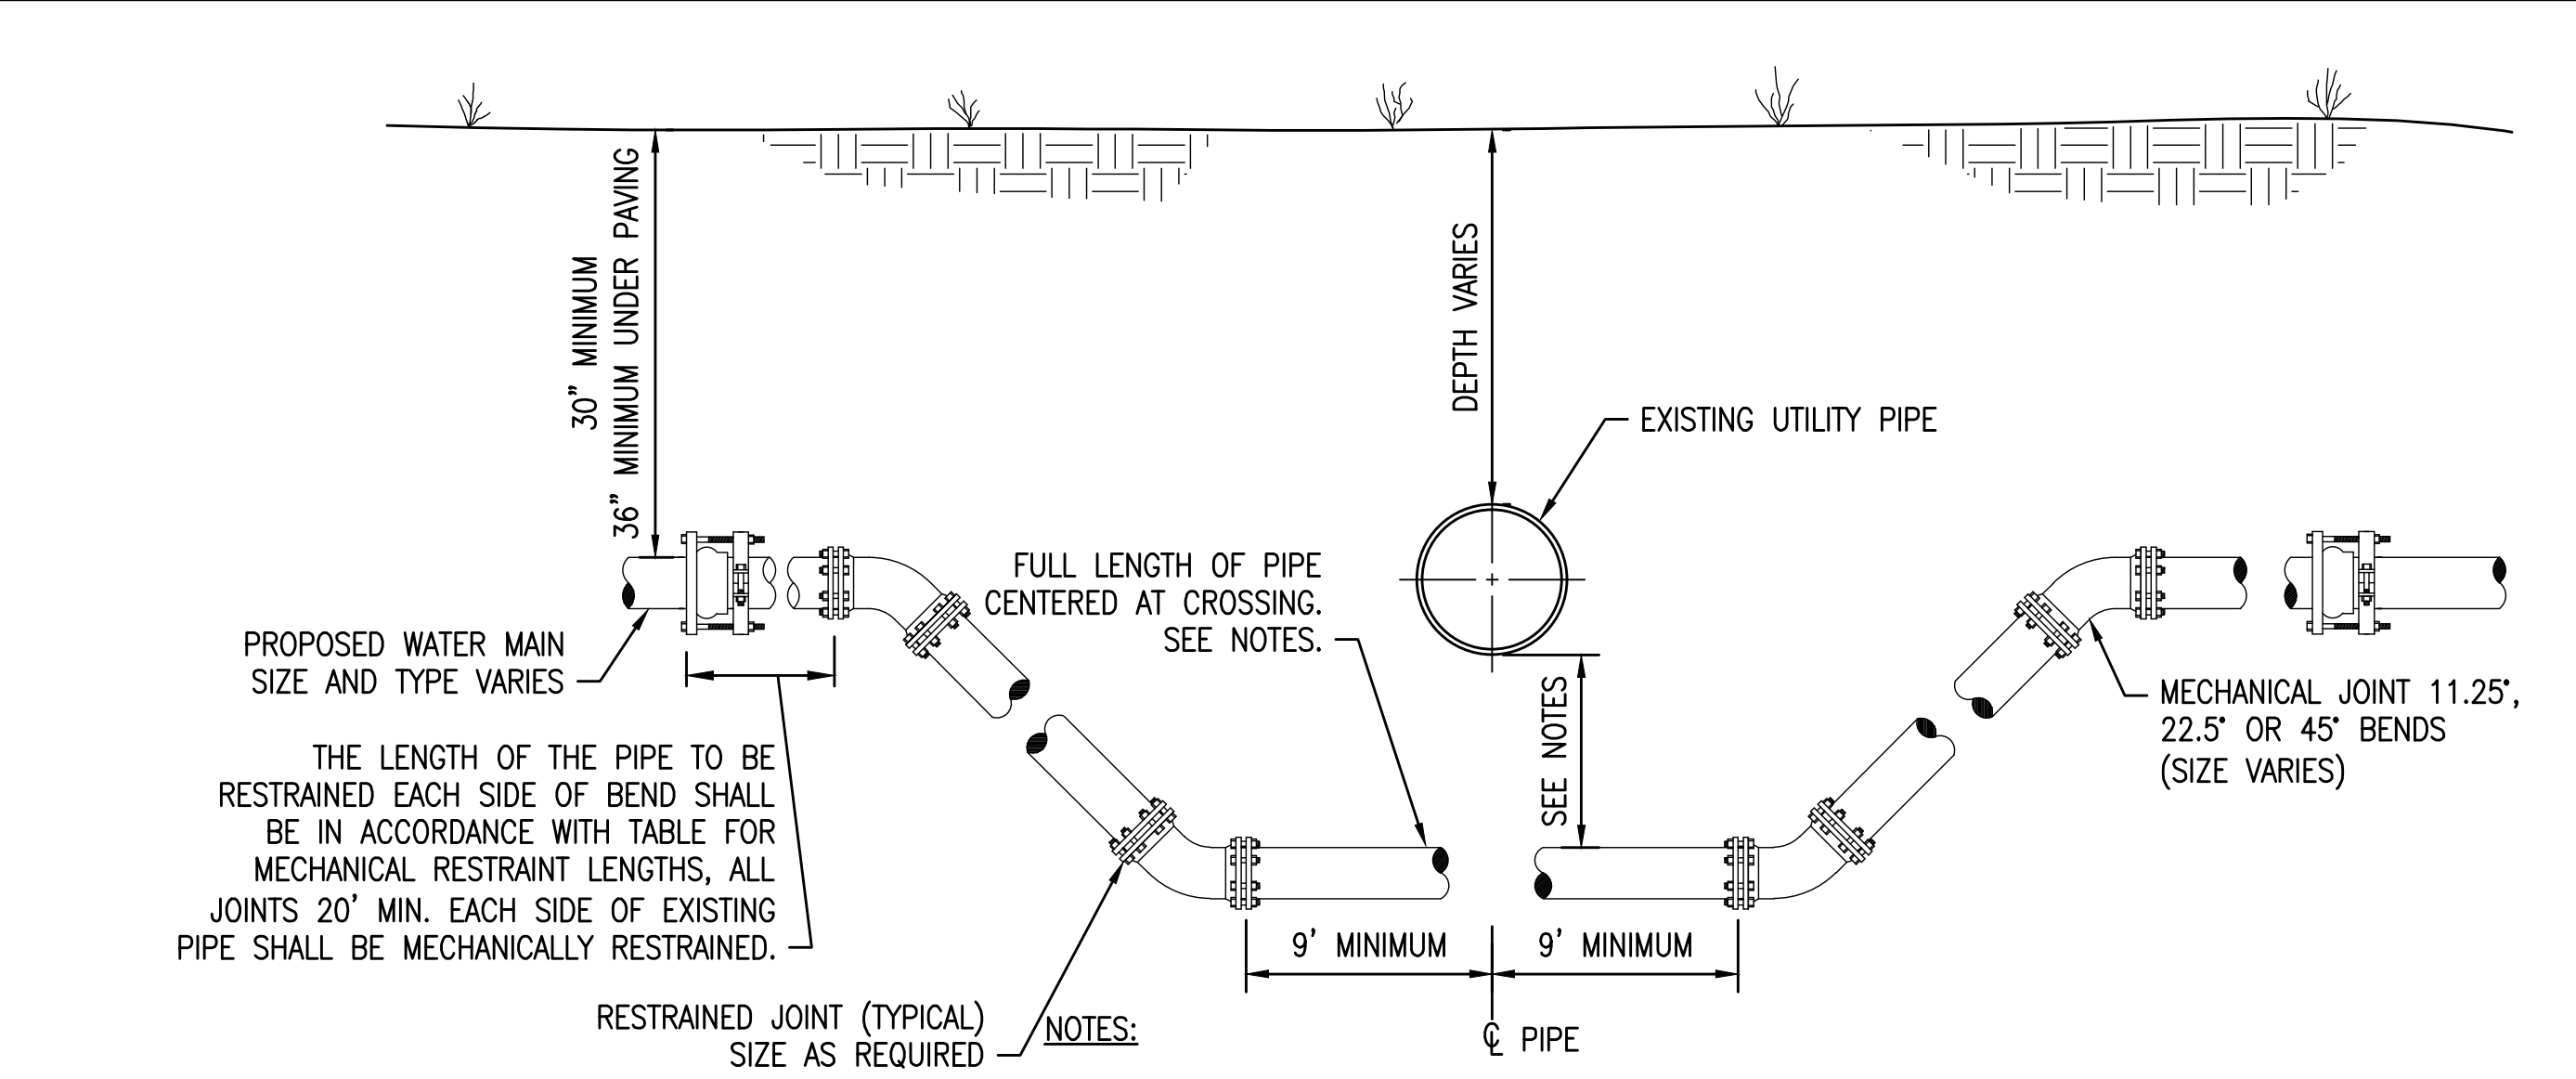 30” MINIMUM
36” MINIMUM UNDER PAVING
DEPTH VARIES
EXISTING UTILITY PIPE
FULL LENGTH OF PIPE
CENTERED AT CROSSING.
SEE NOTES.
PROPOSED WATER MAIN
SIZE AND TYPE VARIES
SEE NOTES
MECHANICAL JOINT 11.25°,
22.5° OR 45° BENDS
(SIZE VARIES)
THE LENGTH OF THE PIPE TO BE
RESTRAINED EACH SIDE OF BEND SHALL
BE IN ACCORDANCE WITH TABLE FOR
MECHANICAL RESTRAINT LENGTHS, ALL
JOINTS 20’ MIN. EACH SIDE OF EXISTING
PIPE SHALL BE MECHANICALLY RESTRAINED.
9’ MINIMUM
9’ MINIMUM
RESTRAINED JOINT (TYPICAL)
SIZE AS REQUIRED
NOTES:
℄ PIPE